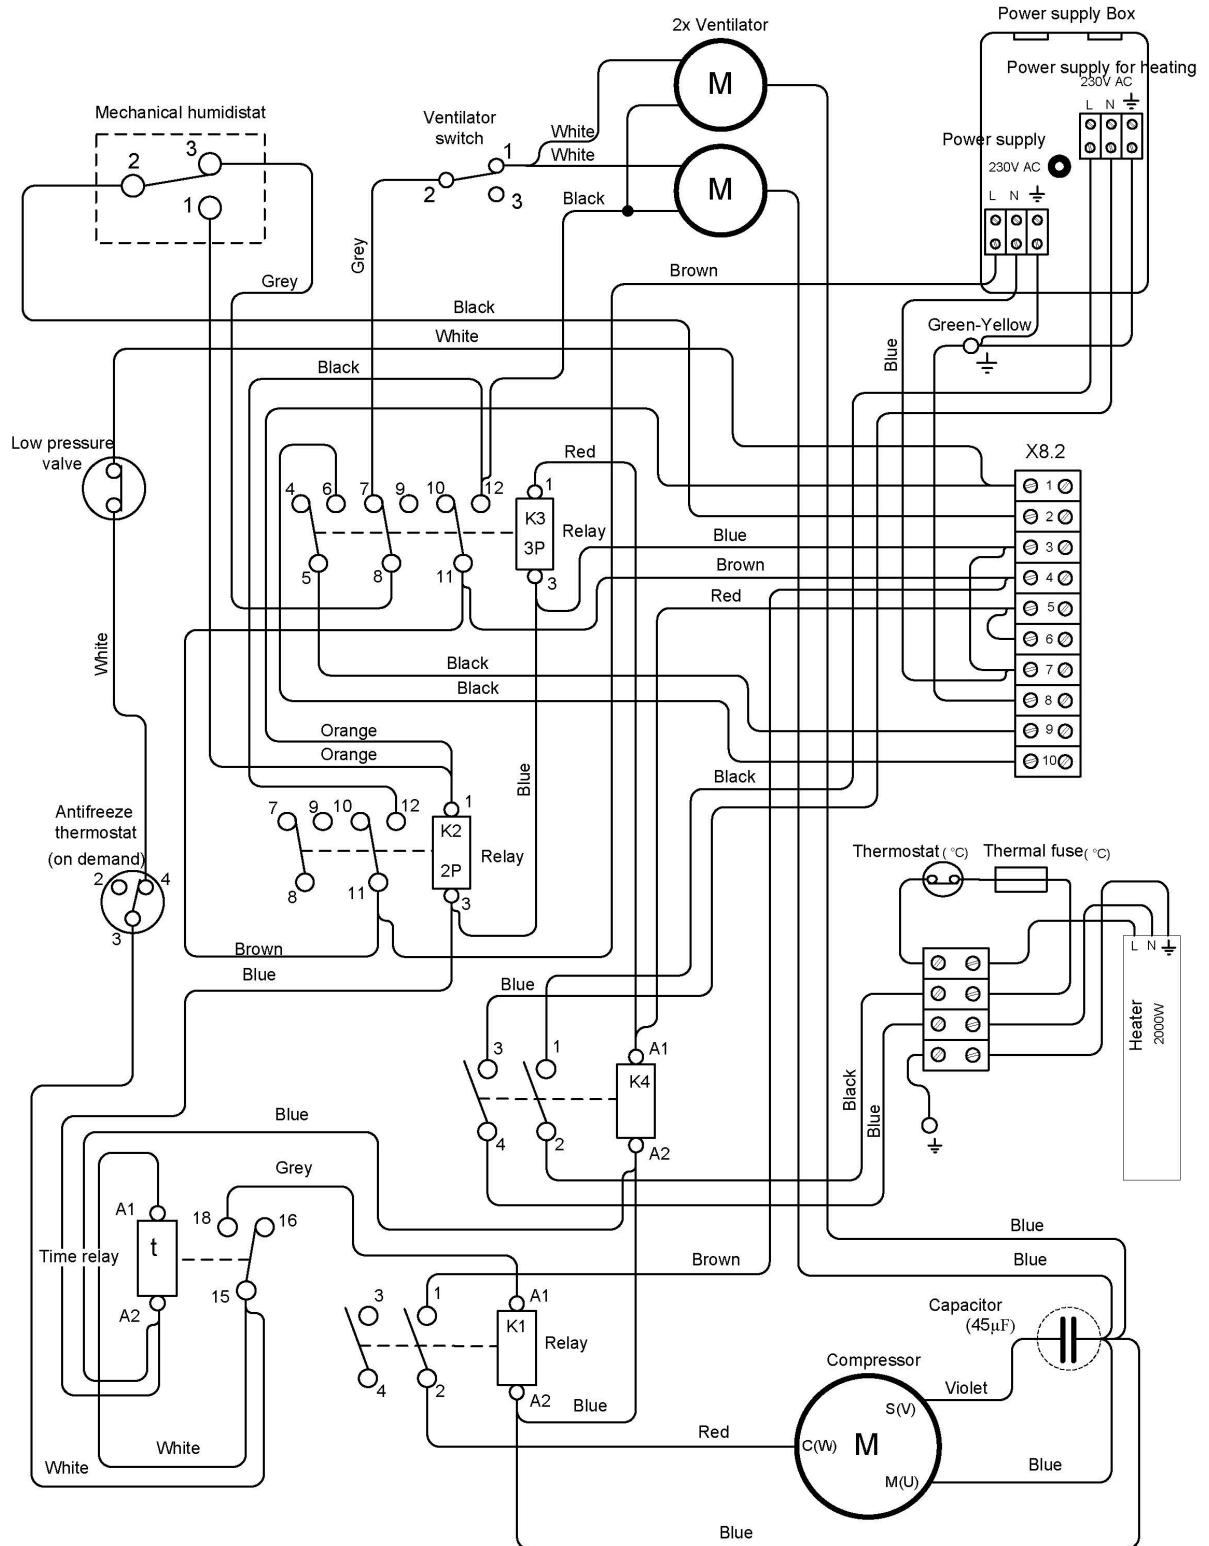 Power supply Box
2x Ventilator
Power supply for heating
230V AC
L N
M
Mechanical humidistat
Ventilator
switch
White
White
Power supply
230V AC
L N
2
3
1
1
2
3
M
Black
Grey
Brown
Grey
Black
White
Green-Yellow
Blue
Black
Low pressure
valve
Red
X8.2
4
6
7
9
10
12
1
K3
3P
Relay
3
5
8
11
1
2
3
4
5
6
7
8
9
10
Blue
Brown
Red
White
Black
Black
Orange
Orange
Blue
Black
Antifreeze
thermostat
(on demand)
2
4
3
7
9
10
12
1
K2
2P
Relay
3
8
11
Thermostat(°C)
Thermal fuse(°C)
Brown
Blue
Blue
L N
Heater
2000W
3
1
A1
K4
A2
4
2
Black
Blue
Blue
Grey
A1
18
16
t
Time relay
15
A2
Blue
Blue
Brown
3
1
A1
K1
Relay
A2
4
2
Blue
Capacitor
(45µF)
Compressor
Violet
S(V)
C(W)
M
M(U)
Red
Blue
White
White
Blue